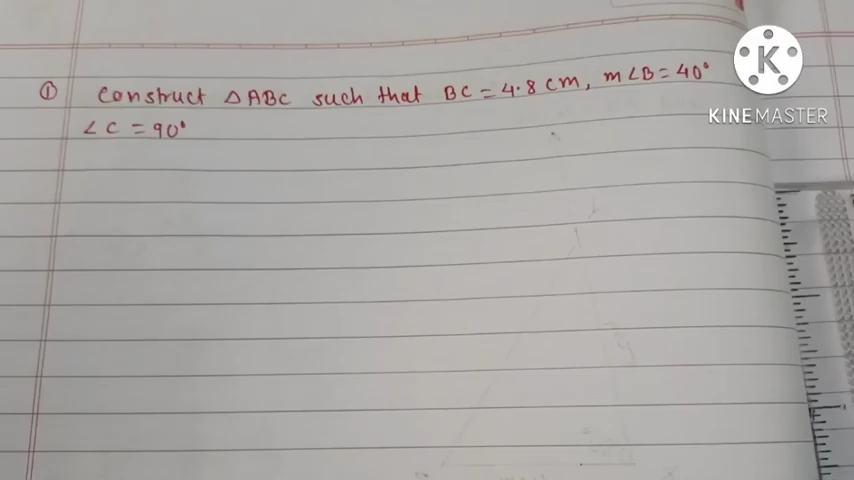 ① Construct △ABC such that BC = 4.8 cm, m∠B = 40°
∠C = 90°
K
KINEMASTER